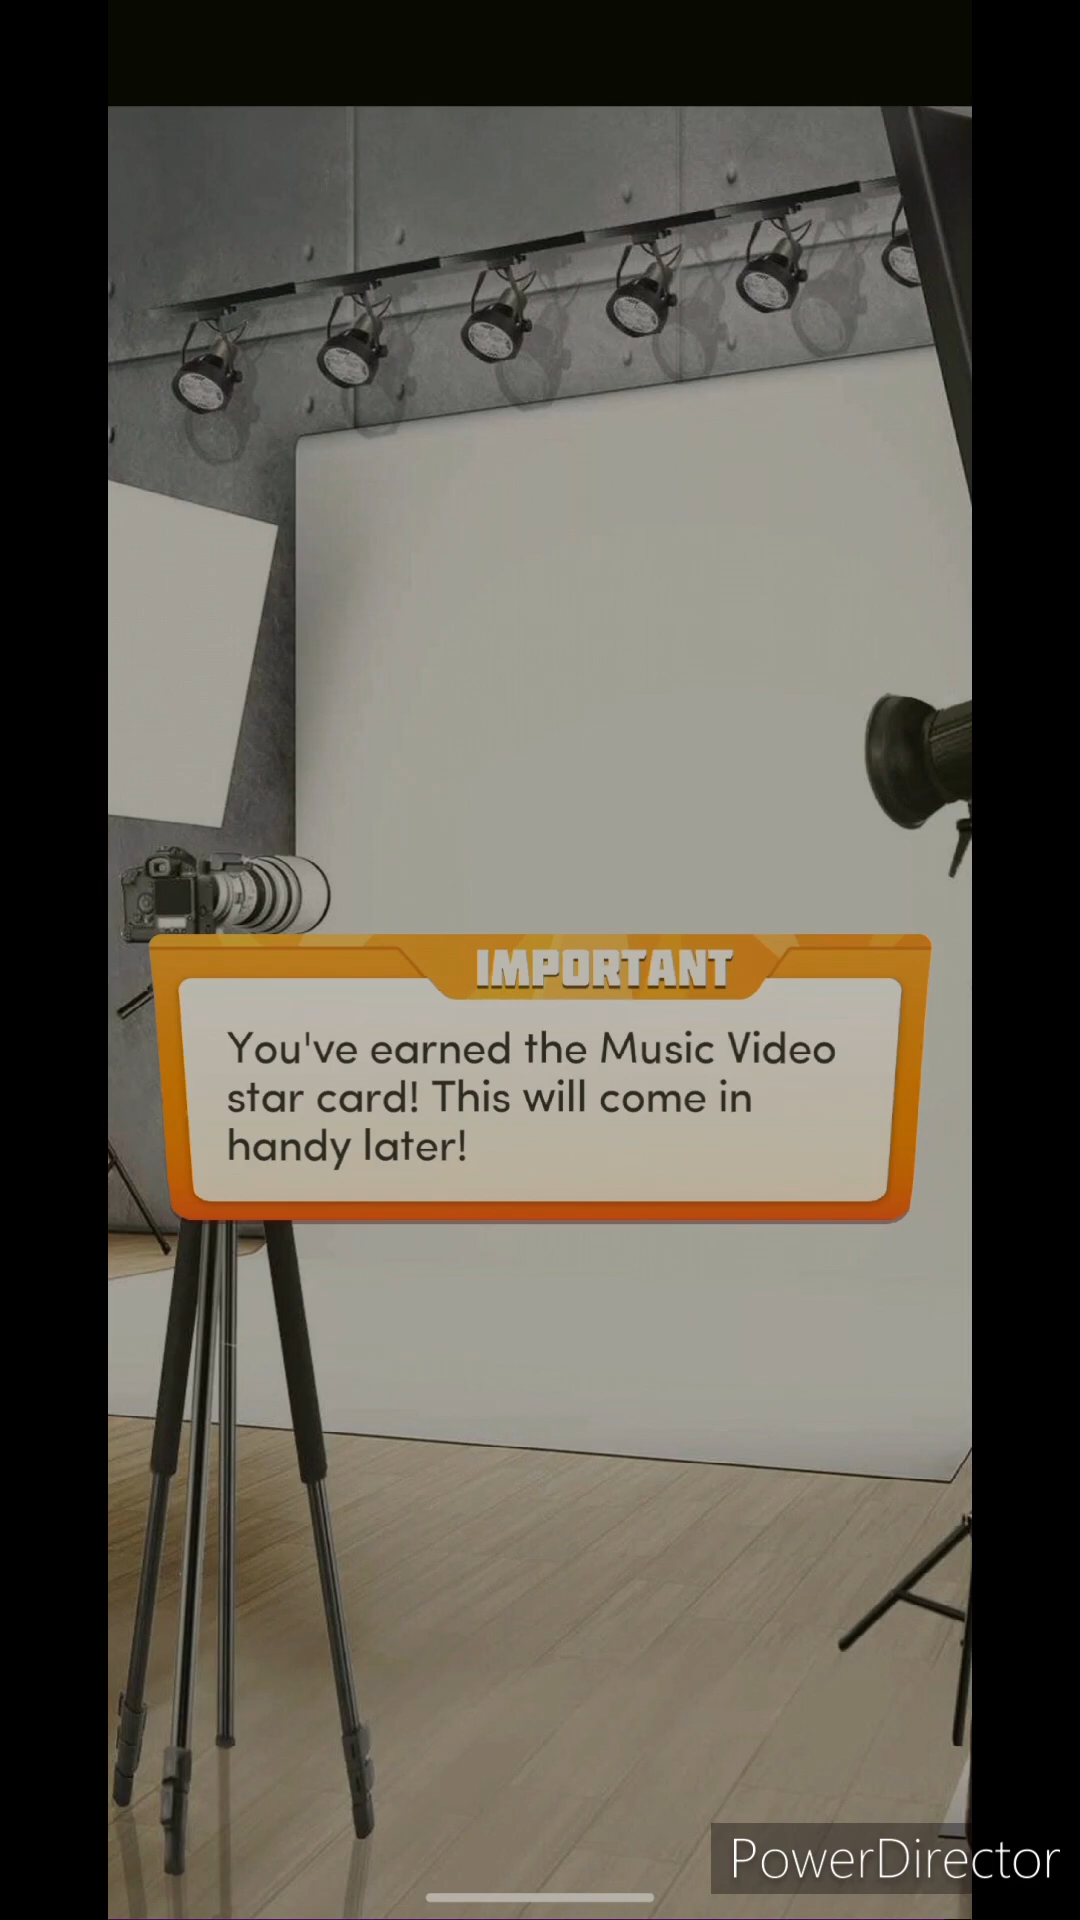 IMPORTANT
You've earned the Music Video
star card! This will come in
handy later!
PowerDirector